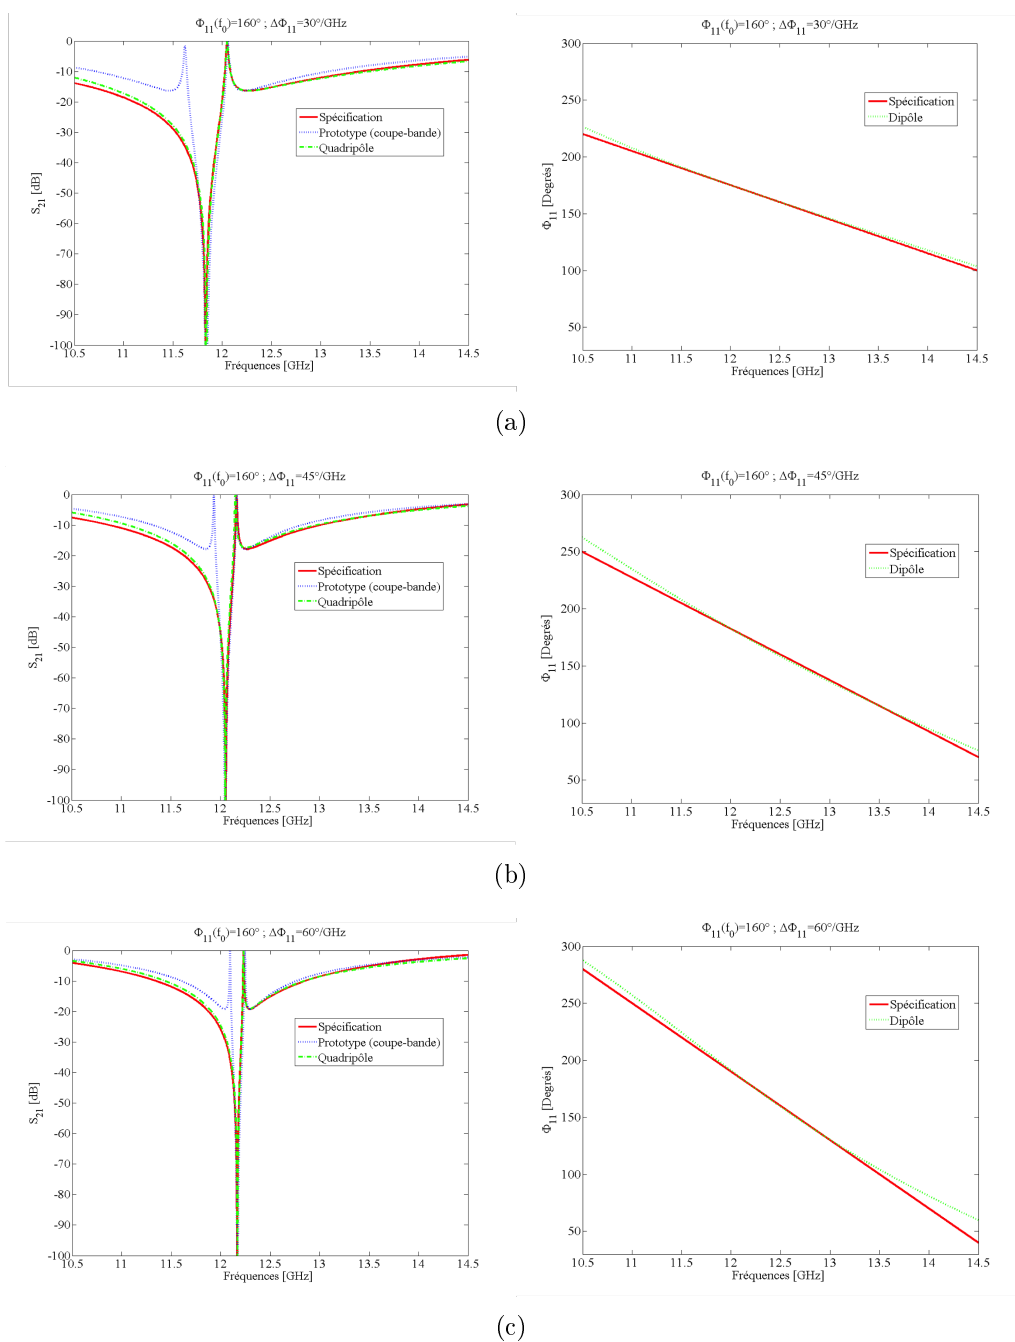 Φ11(f0)=160° ; ΔΦ11=30°/GHz
0
-10
-20
-30
-40
-50
-60
-70
-80
-90
-100
S21 [dB]
Spécification
Prototype (coupe-bande)
Quadripôle
10.5 11 11.5 12 12.5 13 13.5 14 14.5
Fréquences [GHz]
Φ11(f0)=160° ; ΔΦ11=30°/GHz
300
250
200
150
100
50
Φ11 [Degrés]
Spécification
Dipôle
10.5 11 11.5 12 12.5 13 13.5 14 14.5
Fréquences [GHz]
(a)
Φ11(f0)=160° ; ΔΦ11=45°/GHz
0
-10
-20
-30
-40
-50
-60
-70
-80
-90
-100
S21 [dB]
Spécification
Prototype (coupe-bande)
Quadripôle
10.5 11 11.5 12 12.5 13 13.5 14 14.5
Fréquences [GHz]
Φ11(f0)=160° ; ΔΦ11=45°/GHz
300
250
200
150
100
50
Φ11 [Degrés]
Spécification
Dipôle
10.5 11 11.5 12 12.5 13 13.5 14 14.5
Fréquences [GHz]
(b)
Φ11(f0)=160° ; ΔΦ11=60°/GHz
0
-10
-20
-30
-40
-50
-60
-70
-80
-90
-100
S21 [dB]
Spécification
Prototype (coupe-bande)
Quadripôle
10.5 11 11.5 12 12.5 13 13.5 14 14.5
Fréquences [GHz]
Φ11(f0)=160° ; ΔΦ11=60°/GHz
300
250
200
150
100
50
Φ11 [Degrés]
Spécification
Dipôle
10.5 11 11.5 12 12.5 13 13.5 14 14.5
Fréquences [GHz]
(c)